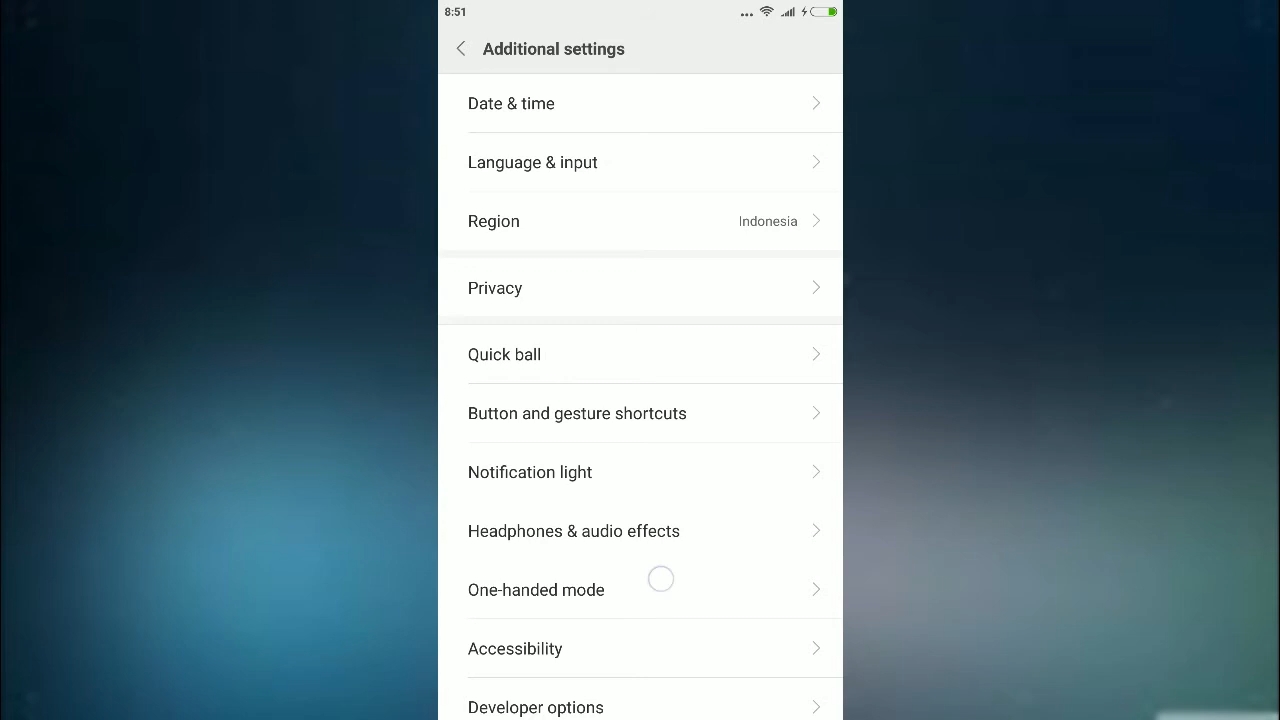 8:51
Additional settings
Date & time
Language & input
Region Indonesia
Privacy
Quick ball
Button and gesture shortcuts
Notification light
Headphones & audio effects
One-handed mode
Accessibility
Developer options